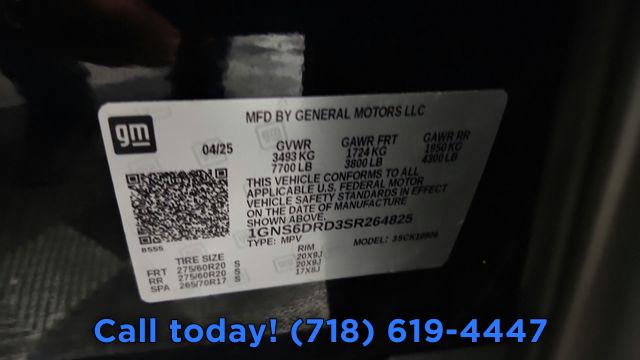 gm
MFD BY GENERAL MOTORS LLC
04/25 GVWR GAWR FRT GAWR RR
3493 KG 1724 KG 1950 KG
7700 LB 3800 LB 4300 LB
THIS VEHICLE CONFORMS TO ALL
APPLICABLE U.S. FEDERAL MOTOR
VEHICLE SAFETY STANDARDS IN EFFECT
ON THE DATE OF MANUFACTURE
SHOWN ABOVE.
1GNS6DRD3SR264825
TYPE: MPV MODEL:
8555
TIRE SIZE RIM
FRT 275/60R20 S 20X9J
RR 275/60R20 S 20X9J
SPA 265/70R17 S 17X8J
Call today! (718) 619-4447